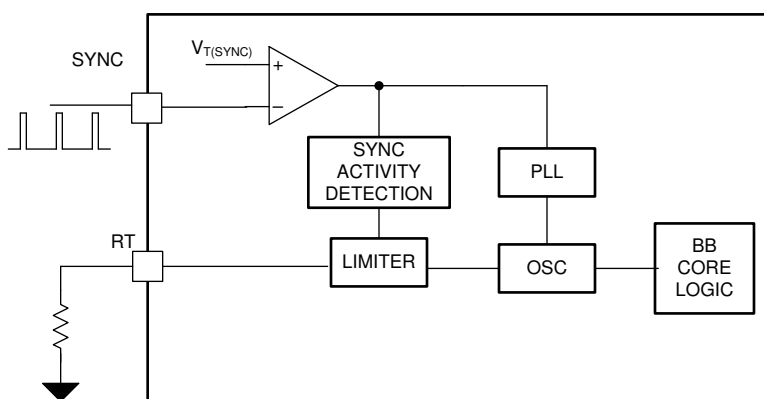 SYNC
VT(SYNC)
+
−
SYNC
ACTIVITY
DETECTION
PLL
RT
LIMITER
OSC
BB
CORE
LOGIC